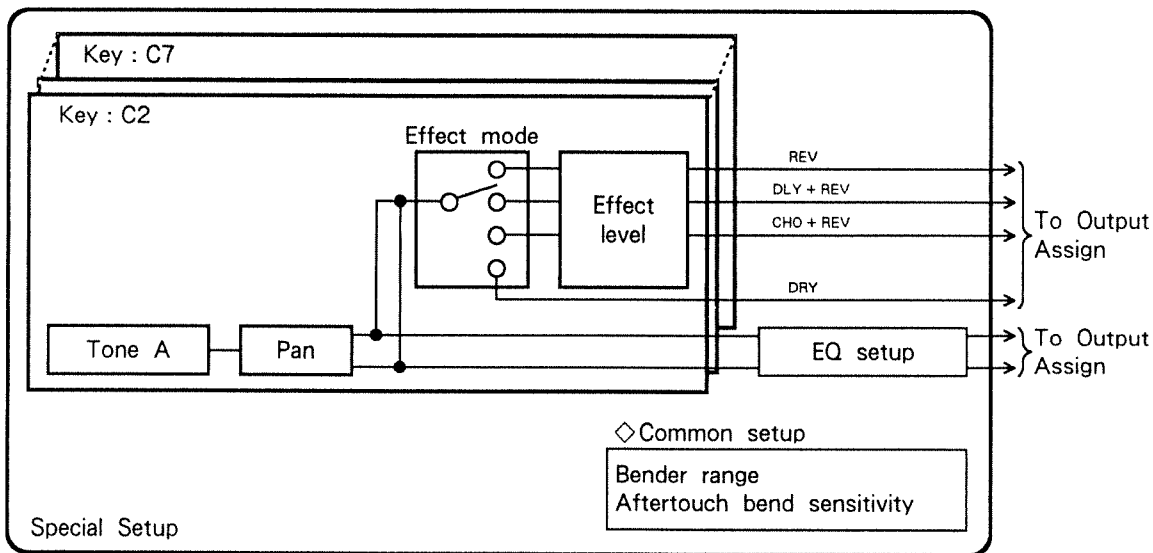 Key : C7
Key : C2
Effect mode
REV
DLY + REV
CHO + REV
DRY
Effect
level
To Output
Assign
Tone A
Pan
EQ setup
To Output
Assign
◇Common setup
Bender range
Aftertouch bend sensitivity
Special Setup